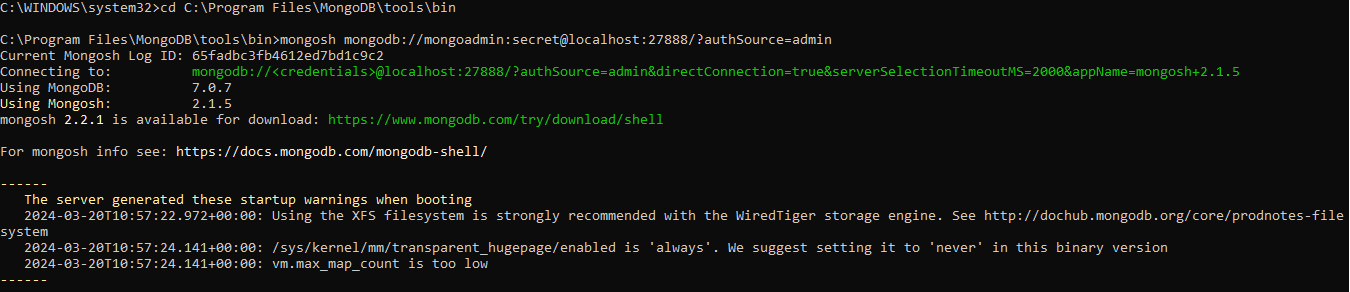 C:\WINDOWS\system32>cd C:\Program Files\MongoDB\tools\bin
C:\Program Files\MongoDB\tools\bin>mongosh mongodb://mongoadmin:secret@localhost:27888/?authSource=admin
Current Mongosh Log ID: 65fadbc3fb4612ed7bd1c9c2
Connecting to:          mongodb://<credentials>@localhost:27888/?authSource=admin&directConnection=true&serverSelectionTimeoutMS=2000&appName=mongosh+2.1.5
Using MongoDB:          7.0.7
Using Mongosh:          2.1.5
mongosh 2.2.1 is available for download: https://www.mongodb.com/try/download/shell
For mongosh info see: https://docs.mongodb.com/mongodb-shell/
------
   The server generated these startup warnings when booting
   2024-03-20T10:57:22.972+00:00: Using the XFS filesystem is strongly recommended with the WiredTiger storage engine. See http://dochub.mongodb.org/core/prodnotes-file
system
   2024-03-20T10:57:24.141+00:00: /sys/kernel/mm/transparent_hugepage/enabled is 'always'. We suggest setting it to 'never' in this binary version
   2024-03-20T10:57:24.141+00:00: vm.max_map_count is too low
------